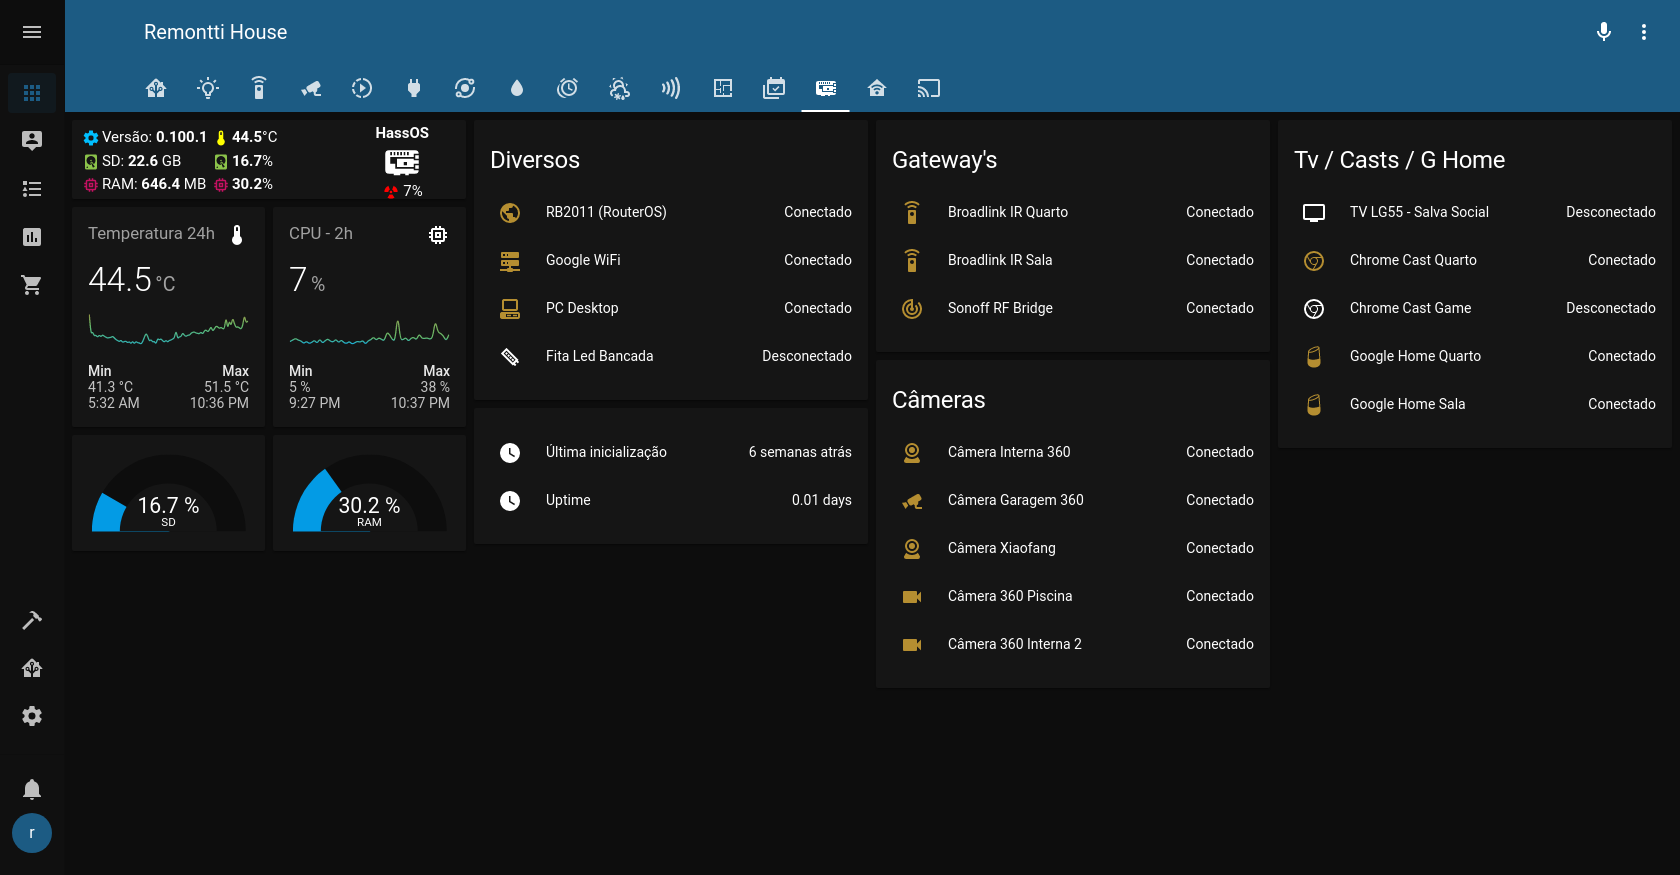 Remontti House
Versão: 0.100.1 44.5°C
SD: 22.6 GB 16.7%
RAM: 646.4 MB 30.2%
HassOS
7%
Temperatura 24h
44.5 °C
Min Max
41.3 °C 51.5 °C
5:32 AM 10:36 PM
CPU - 2h
7 %
Min Max
5 % 38 %
9:27 PM 10:37 PM
16.7 %
SD
30.2 %
RAM
Diversos
RB2011 (RouterOS) Conectado
Google WiFi Conectado
PC Desktop Conectado
Fita Led Bancada Desconectado
Última inicialização 6 semanas atrás
Uptime 0.01 days
Gateway's
Broadlink IR Quarto Conectado
Broadlink IR Sala Conectado
Sonoff RF Bridge Conectado
Câmeras
Câmera Interna 360 Conectado
Câmera Garagem 360 Conectado
Câmera Xiaofang Conectado
Câmera 360 Piscina Conectado
Câmera 360 Interna 2 Conectado
Tv / Casts / G Home
TV LG55 - Salva Social Desconectado
Chrome Cast Quarto Conectado
Chrome Cast Game Desconectado
Google Home Quarto Conectado
Google Home Sala Conectado
r